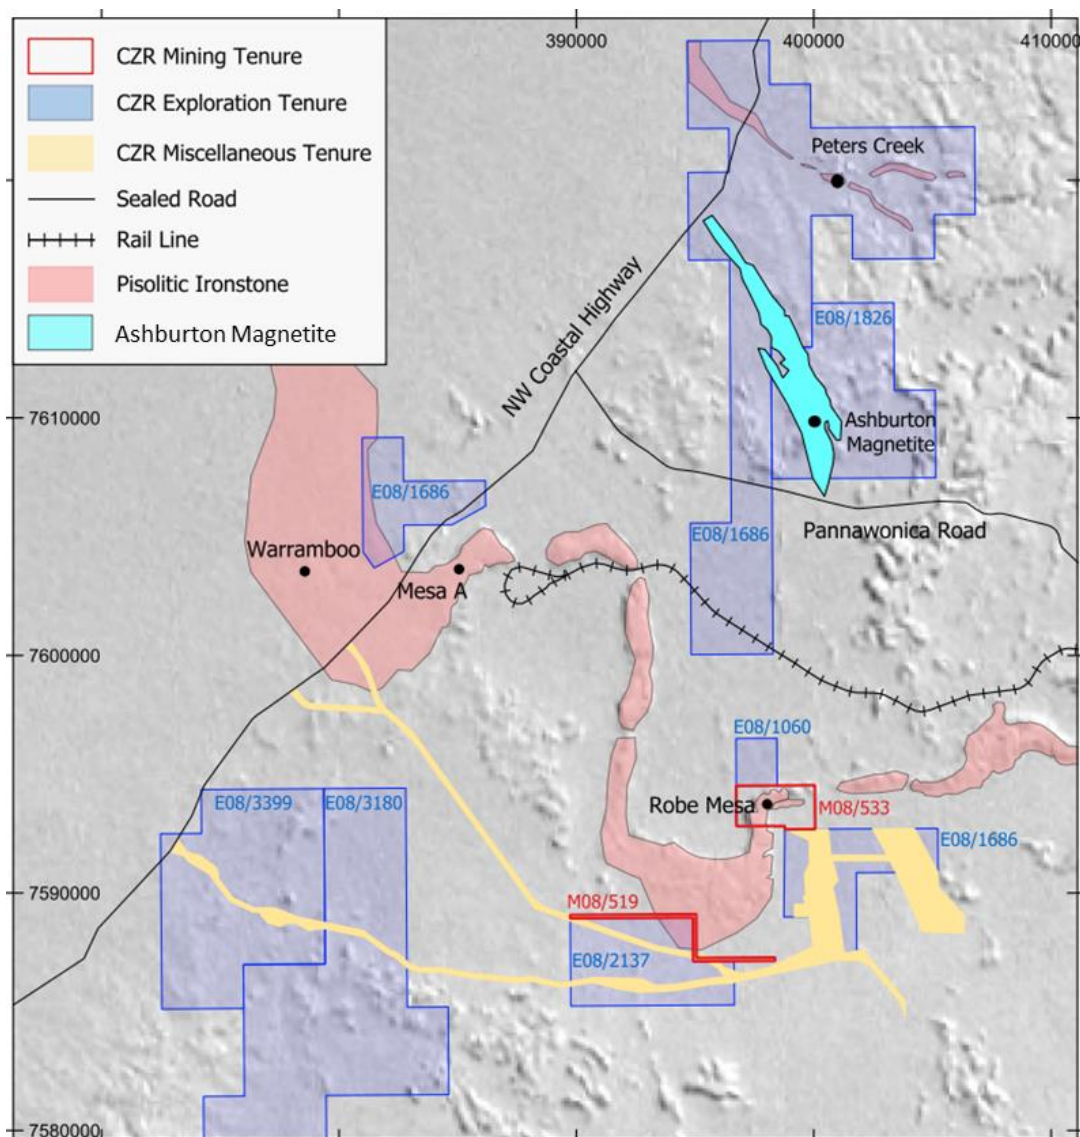 CZR Mining Tenure
CZR Exploration Tenure
CZR Miscellaneous Tenure
Sealed Road
Rail Line
Pisolitic Ironstone
Ashburton Magnetite
390000
400000
410000
Peters Creek
NW Coastal Highway
E08/1826
7610000
Ashburton
Magnetite
E08/1686
Pannawonica Road
E08/1686
Warramboo
Mesa A
7600000
E08/1060
Robe Mesa
M08/533
E08/3399
E08/3180
E08/1686
7590000
M08/519
E08/2137
7580000